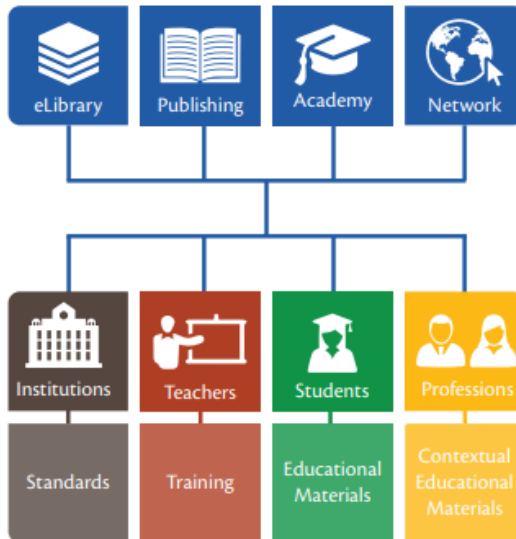 eLibrary
Publishing
Academy
Network
Institutions
Teachers
Students
Professions
Standards
Training
Educational
Materials
Contextual
Educational
Materials